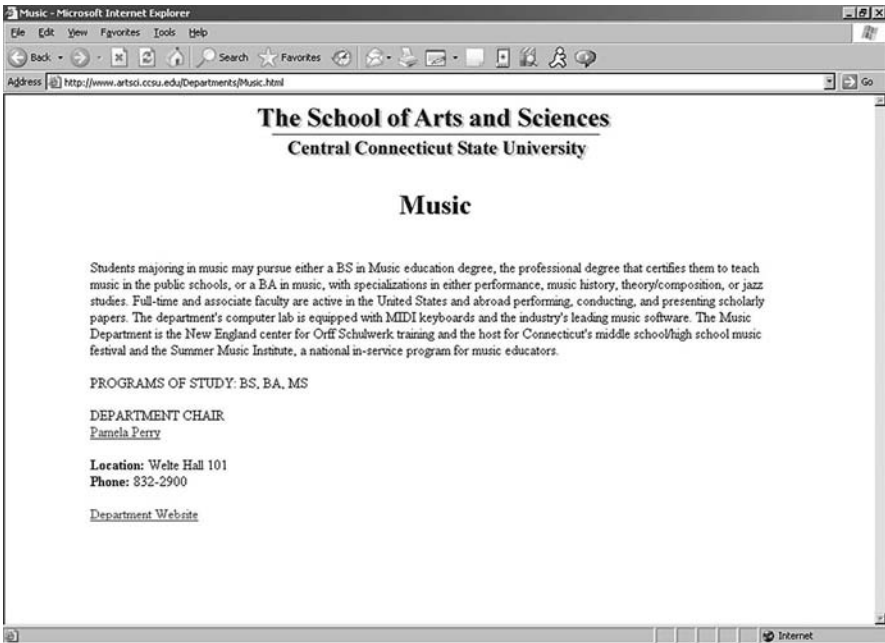 Music - Microsoft Internet Explorer
File Edit View Favorites Tools Help
Back Search Favorites
Address http://www.artsci.ccsu.edu/Departments/Music.html Go
The School of Arts and Sciences
Central Connecticut State University
Music
Students majoring in music may pursue either a BS in Music education degree, the professional degree that certifies them to teach
music in the public schools, or a BA in music, with specializations in either performance, music history, theory/composition, or jazz
studies. Full-time and associate faculty are active in the United States and abroad performing, conducting, and presenting scholarly
papers. The department's computer lab is equipped with MIDI keyboards and the industry's leading music software. The Music
Department is the New England center for Orff Schulwerk training and the host for Connecticut's middle school/high school music
festival and the Summer Music Institute, a national in-service program for music educators.
PROGRAMS OF STUDY: BS, BA, MS
DEPARTMENT CHAIR
Pamela Perry
Location: Welte Hall 101
Phone: 832-2900
Department Website
Internet